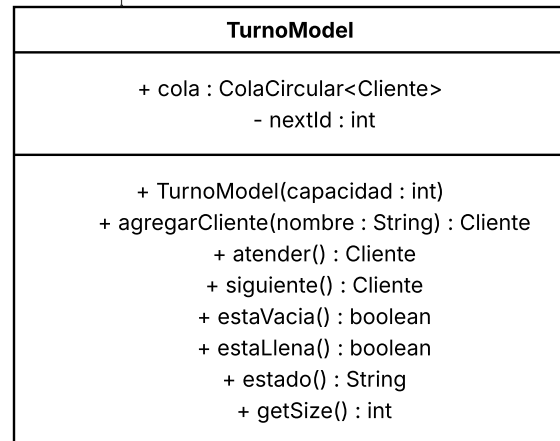 TurnoModel
+ cola : ColaCircular<Cliente>
- nextId : int
+ TurnoModel(capacidad : int)
+ agregarCliente(nombre : String) : Cliente
+ atender() : Cliente
+ siguiente() : Cliente
+ estaVacia() : boolean
+ estaLlena() : boolean
+ estado() : String
+ getSize() : int